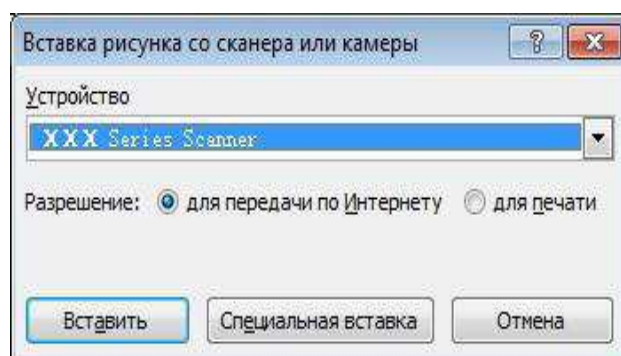 Вставка рисунка со сканера или камеры
Устройство
XXX Series Scanner
Разрешение: для передачи по Интернету для печати
Вставить Специальная вставка Отмена